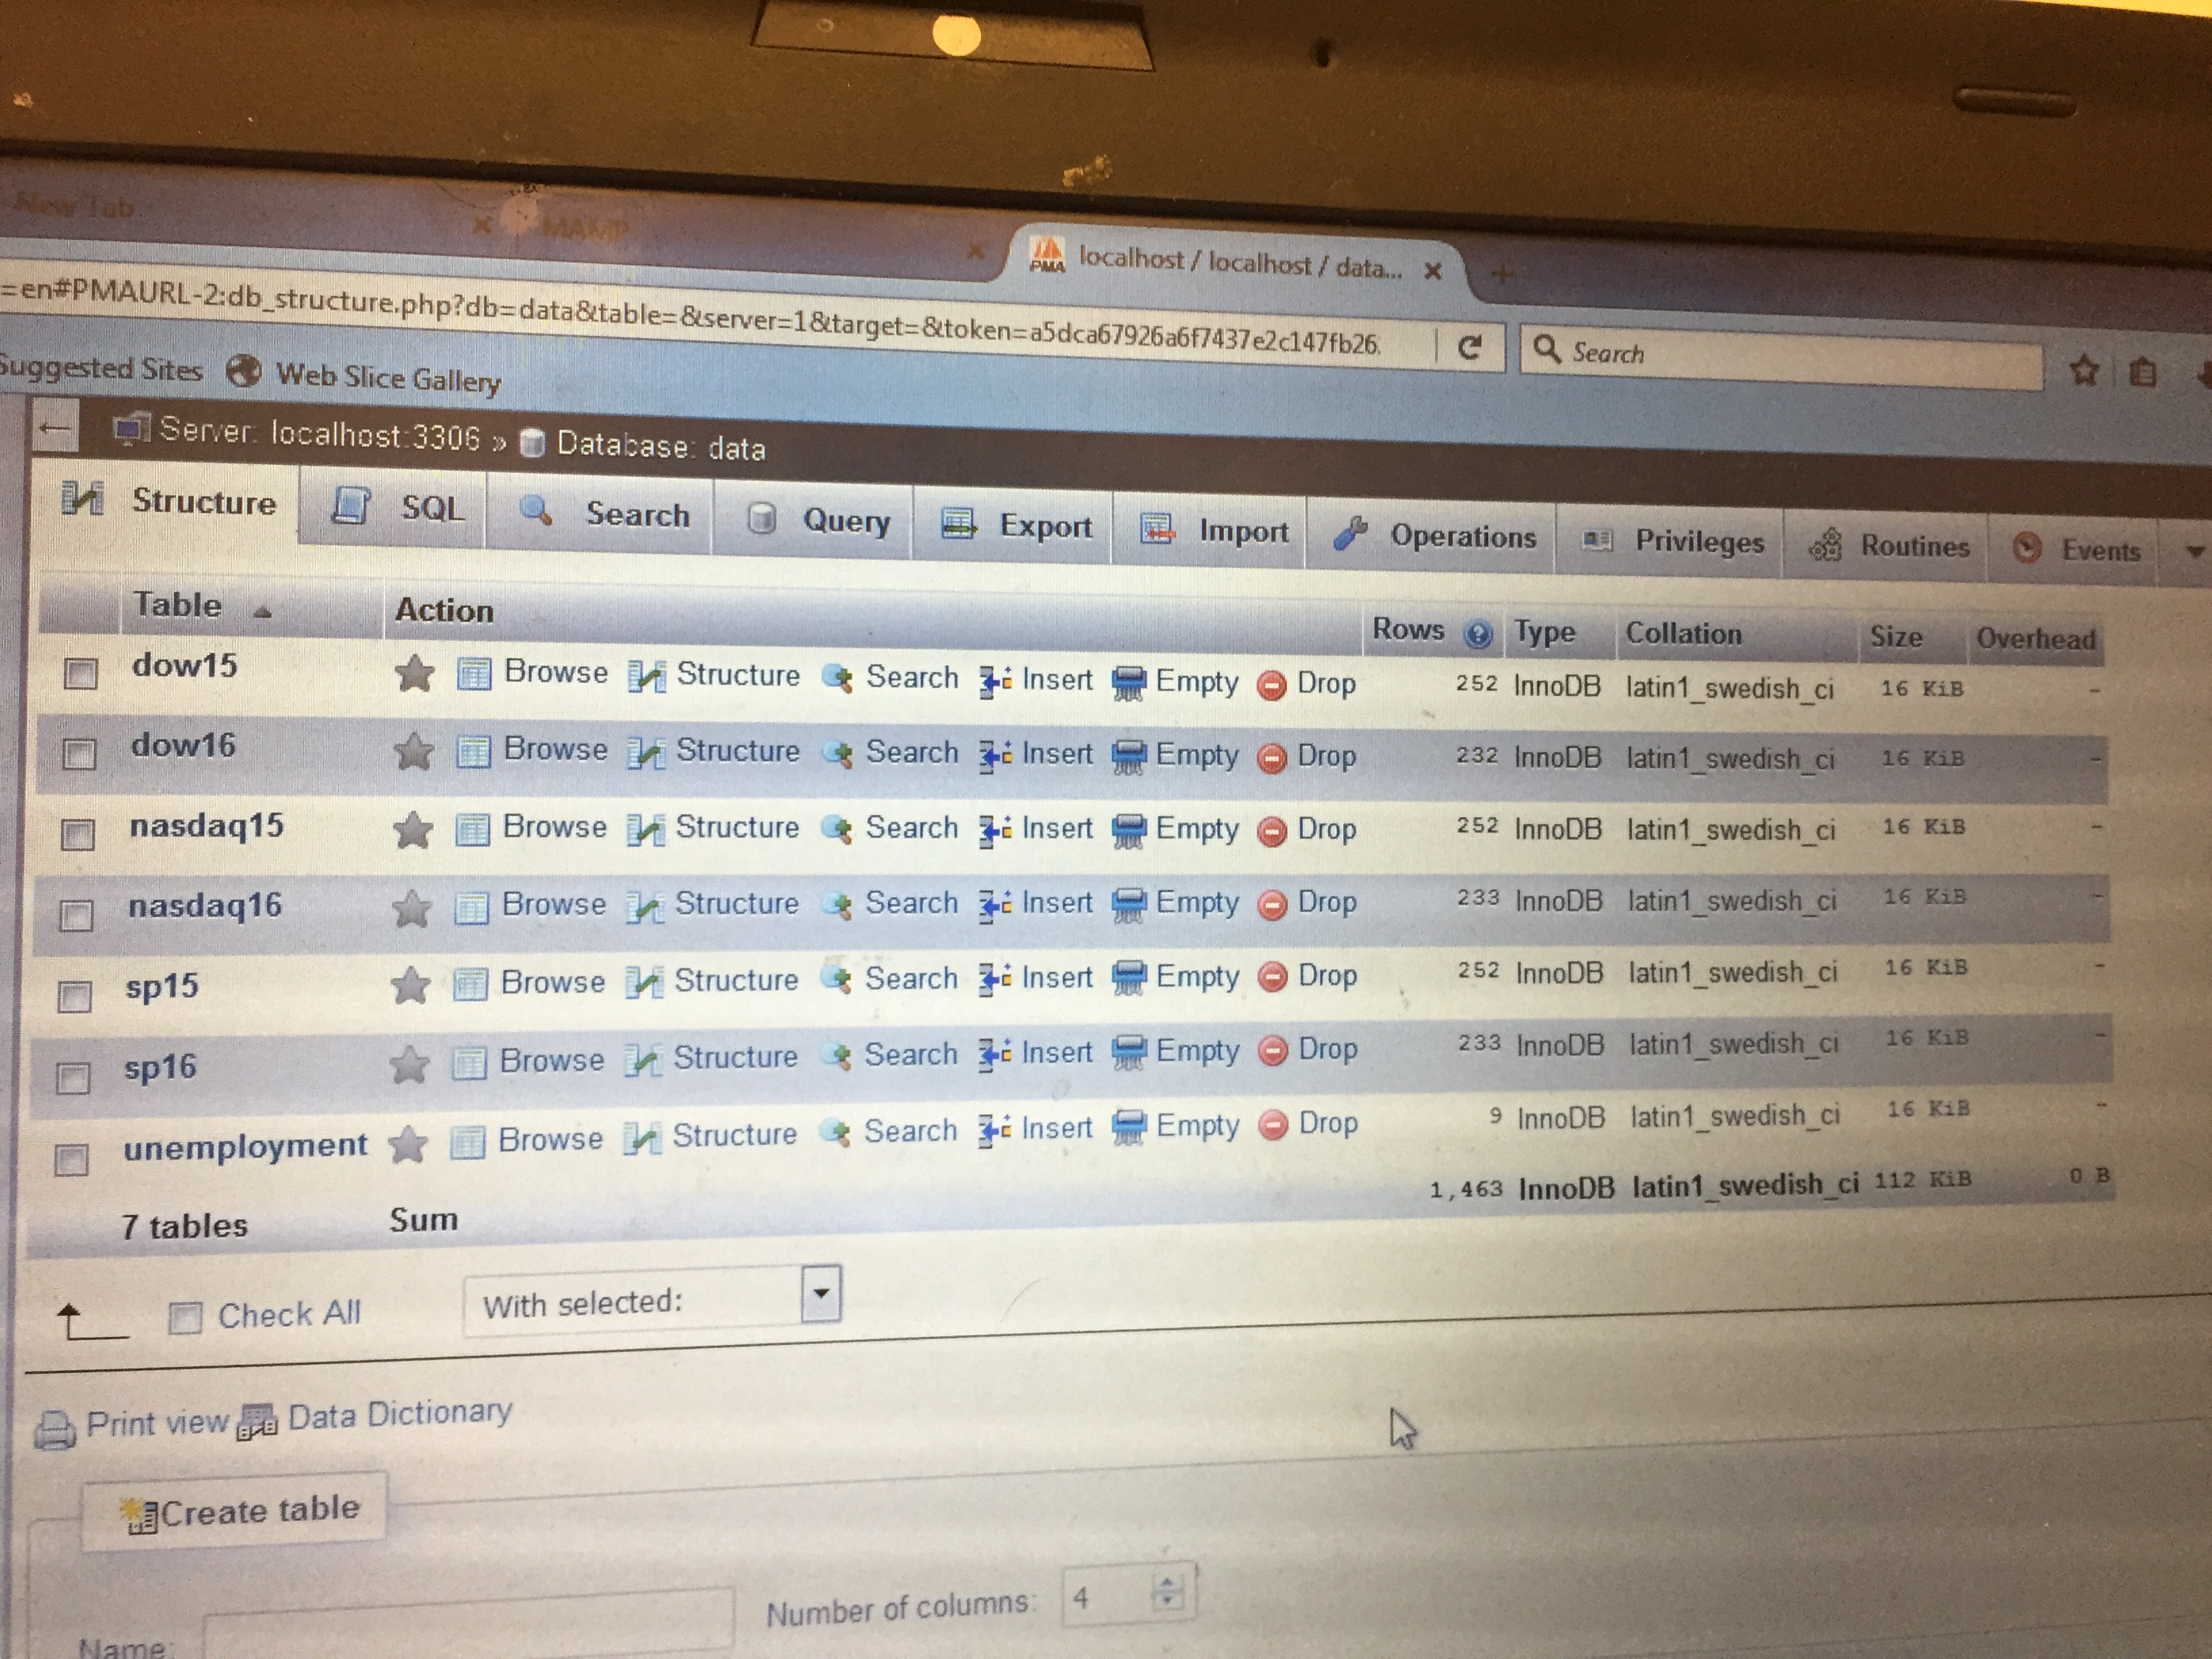 New Tab
MAMP
PMA localhost / localhost / data...
=en#PMAURL-2:db_structure.php?db=data&table=&server=1&target=&token=a5dca67926a6f7437e2c147fb26
Search
Suggested Sites Web Slice Gallery
Server: localhost:3306 » Database: data
Structure SQL Search Query Export Import Operations Privileges Routines Events
Table Action Rows Type Collation Size Overhead
dow15 Browse Structure Search Insert Empty Drop 252 InnoDB latin1_swedish_ci 16 KiB -
dow16 Browse Structure Search Insert Empty Drop 232 InnoDB latin1_swedish_ci 16 KiB -
nasdaq15 Browse Structure Search Insert Empty Drop 252 InnoDB latin1_swedish_ci 16 KiB -
nasdaq16 Browse Structure Search Insert Empty Drop 233 InnoDB latin1_swedish_ci 16 KiB -
sp15 Browse Structure Search Insert Empty Drop 252 InnoDB latin1_swedish_ci 16 KiB -
sp16 Browse Structure Search Insert Empty Drop 233 InnoDB latin1_swedish_ci 16 KiB -
unemployment Browse Structure Search Insert Empty Drop 9 InnoDB latin1_swedish_ci 16 KiB -
7 tables Sum 1,463 InnoDB latin1_swedish_ci 112 KiB 0 B
Check All With selected:
Print view Data Dictionary
Create table
Name: Number of columns: 4